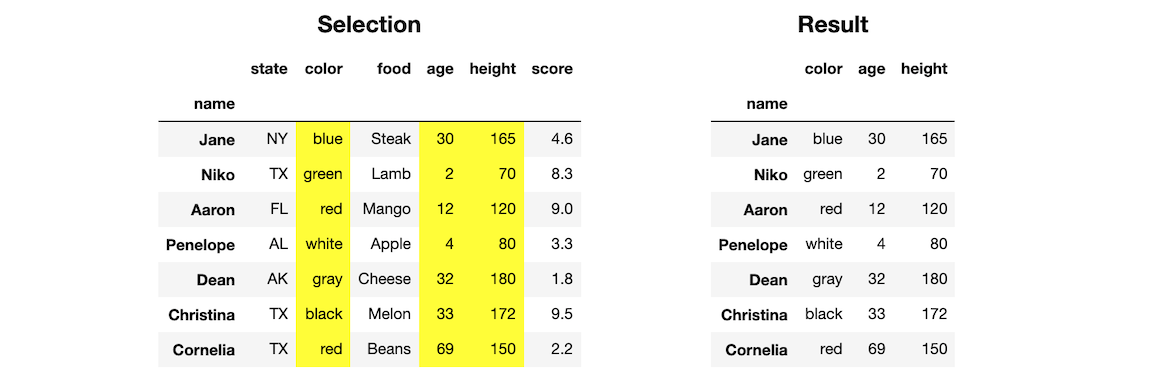 Selection
state color food age height score
name
Jane NY blue Steak 30 165 4.6
Niko TX green Lamb 2 70 8.3
Aaron FL red Mango 12 120 9.0
Penelope AL white Apple 4 80 3.3
Dean AK gray Cheese 32 180 1.8
Christina TX black Melon 33 172 9.5
Cornelia TX red Beans 69 150 2.2
Result
color age height
name
Jane blue 30 165
Niko green 2 70
Aaron red 12 120
Penelope white 4 80
Dean gray 32 180
Christina black 33 172
Cornelia red 69 150